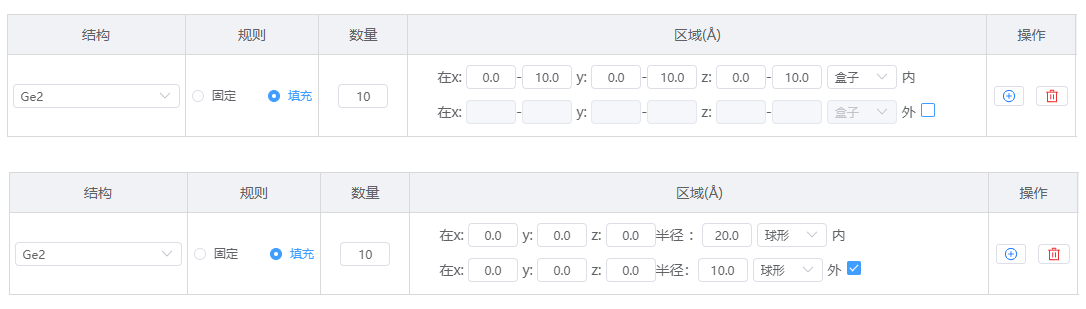 结构 规则 数量 区域(Å) 操作
在x: 0.0 - 10.0 y: 0.0 - 10.0 z: 0.0 - 10.0 盒子 内
Ge2 固定 填充 10
在x: - y: - z: - 盒子 外
结构 规则 数量 区域(Å) 操作
在x: 0.0 y: 0.0 z: 0.0 半径： 20.0 球形 内
Ge2 固定 填充 10
在x: 0.0 y: 0.0 z: 0.0 半径: 10.0 球形 外